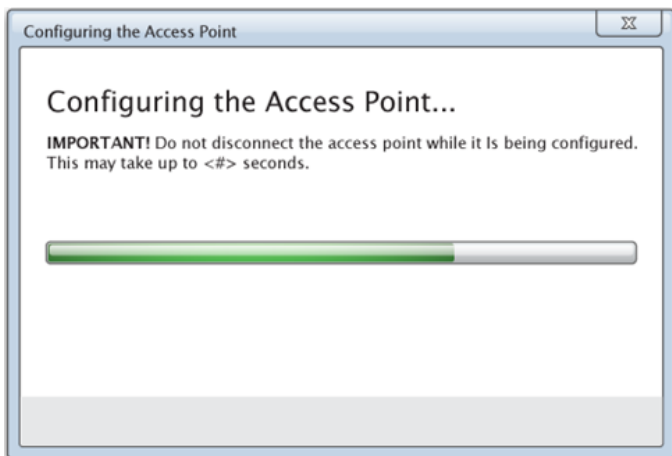 Configuring the Access Point
Configuring the Access Point...
IMPORTANT! Do not disconnect the access point while it Is being configured.
This may take up to <#> seconds.